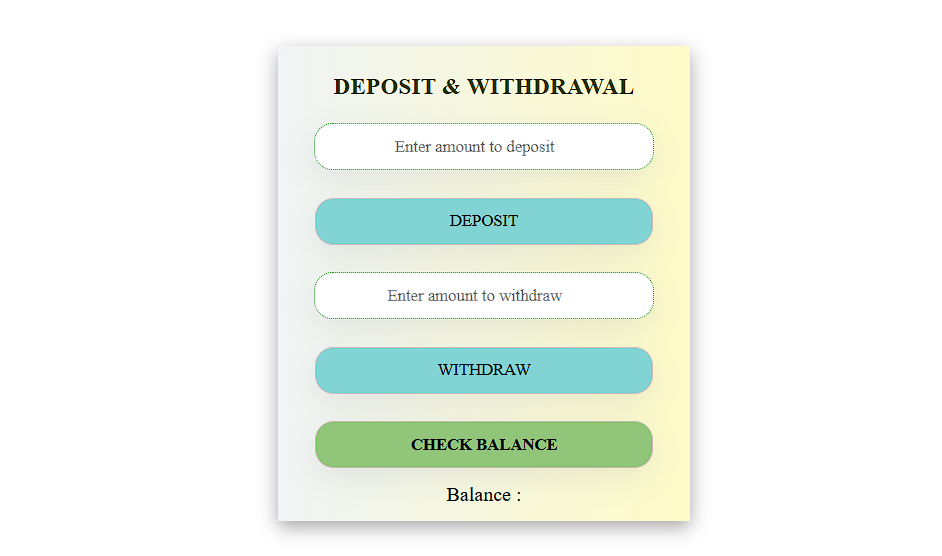 DEPOSIT & WITHDRAWAL
Enter amount to deposit
DEPOSIT
Enter amount to withdraw
WITHDRAW
CHECK BALANCE
Balance :